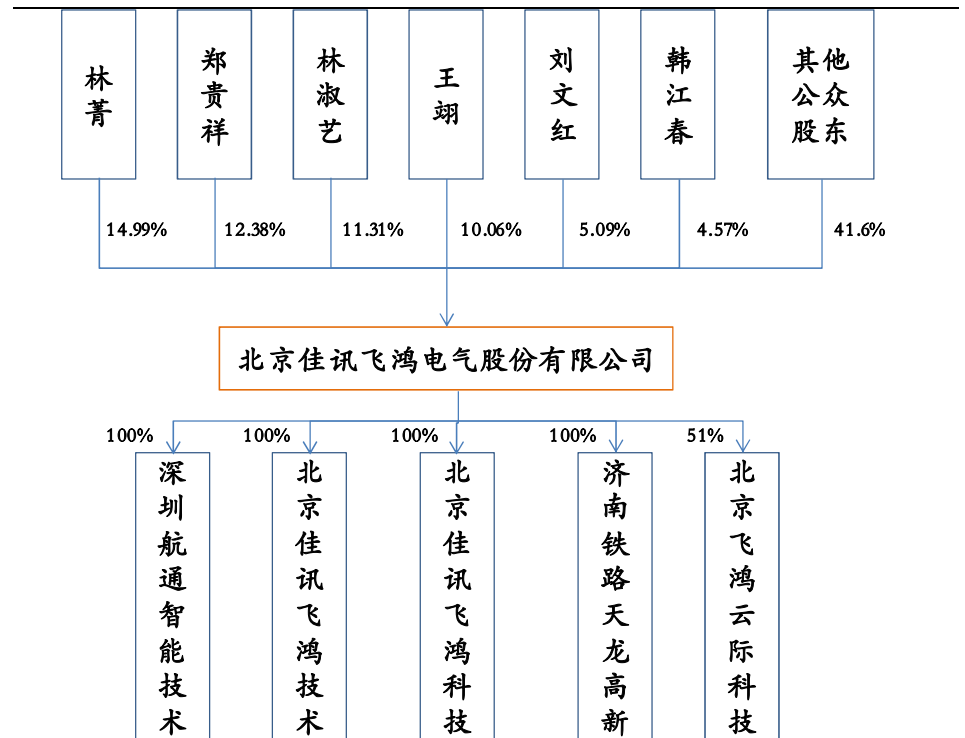 林菁
郑贵祥
林淑艺
王翊
刘文红
韩江春
其他
公众
股东
14.99%
12.38%
11.31%
10.06%
5.09%
4.57%
41.6%
北京佳讯飞鸿电气股份有限公司
100%
100%
100%
100%
51%
深圳航通智能技术
北京佳讯飞鸿技术
北京佳讯飞鸿科技
济南铁路天龙高新
北京飞鸿云际科技